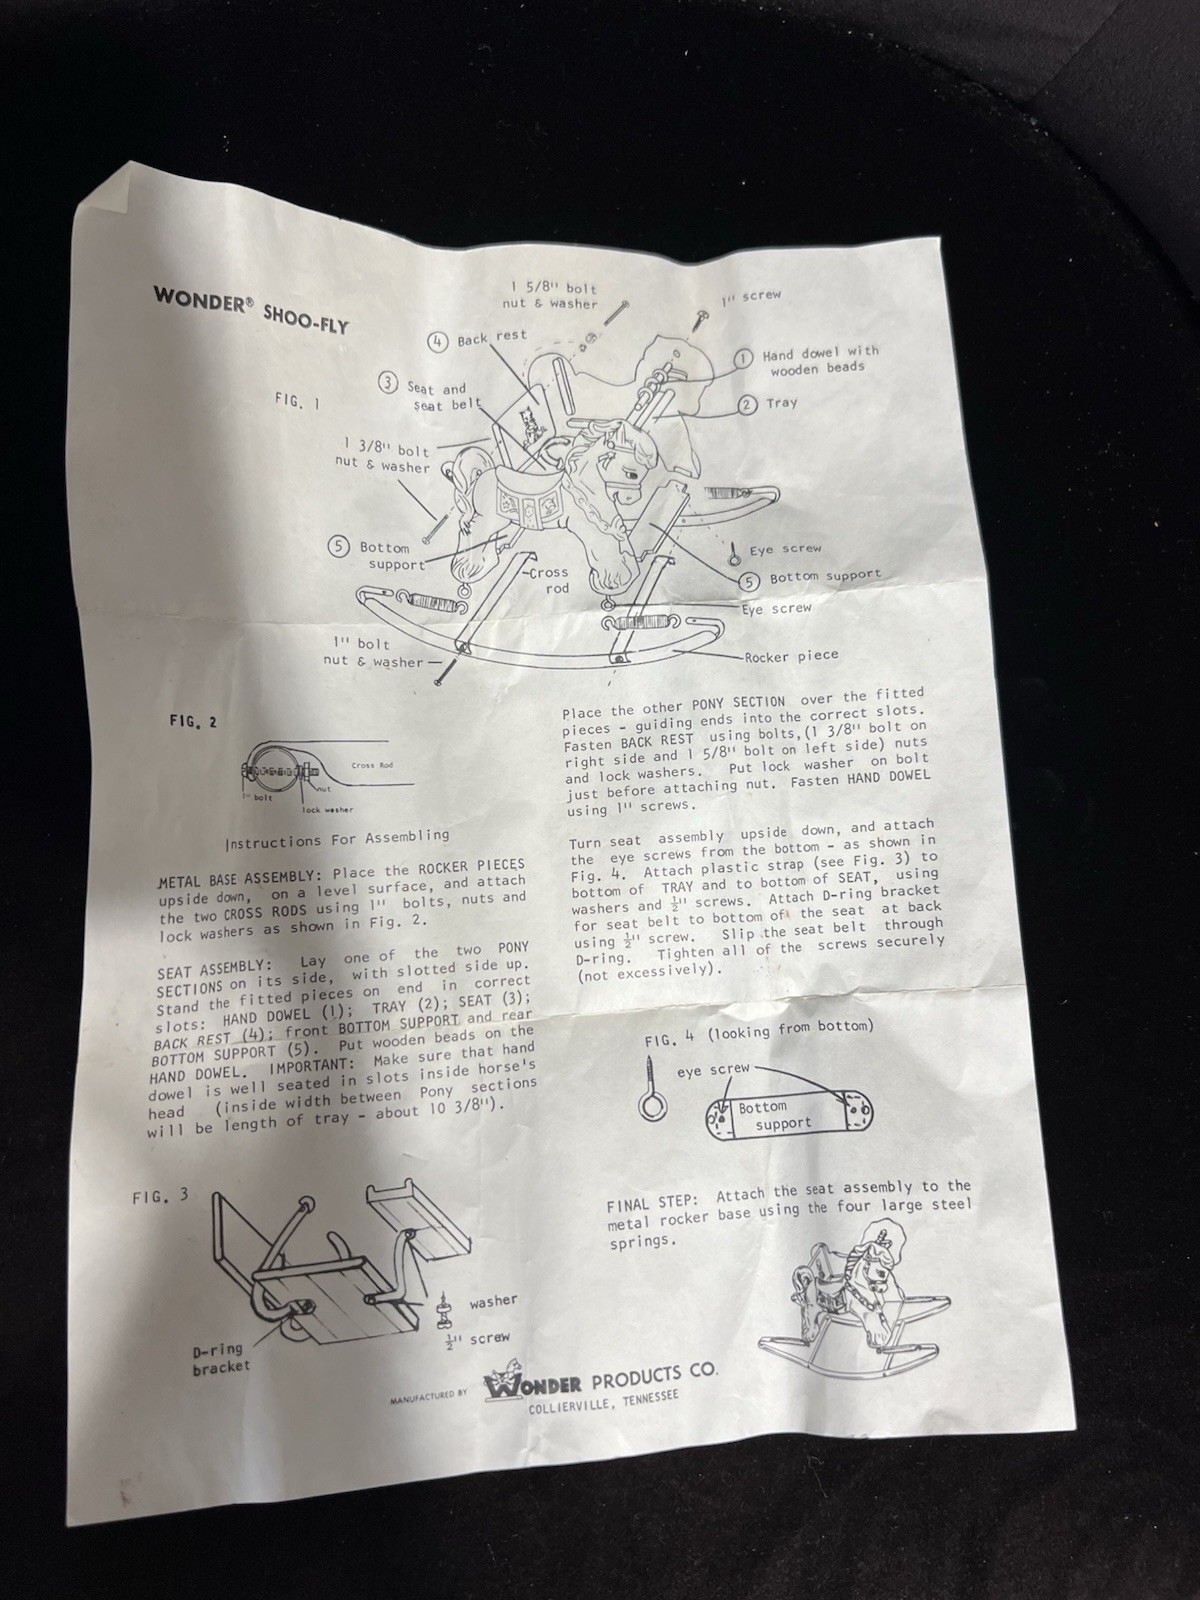 WONDER® SHOO-FLY
FIG. 1
1 5/8" bolt
nut & washer
1" screw
4 Back rest
1 Hand dowel with
wooden beads
3 Seat and
seat belt
2 Tray
1 3/8" bolt
nut & washer
5 Bottom
support
Cross
rod
Eye screw
5 Bottom support
Eye screw
1" bolt
nut & washer
Rocker piece
FIG. 2
Cross Rod
1" bolt
nut
lock washer
Instructions For Assembling
METAL BASE ASSEMBLY: Place the ROCKER PIECES
upside down, on a level surface, and attach
the two CROSS RODS using 1" bolts, nuts and
lock washers as shown in Fig. 2.
SEAT ASSEMBLY: Lay one of the two PONY
SECTIONS on its side, with slotted side up.
Stand the fitted pieces on end in correct
slots: HAND DOWEL (1); TRAY (2); SEAT (3);
BACK REST (4); front BOTTOM SUPPORT and rear
BOTTOM SUPPORT (5). Put wooden beads on the
HAND DOWEL. IMPORTANT: Make sure that hand
dowel is well seated in slots inside horse's
head (inside width between Pony sections
will be length of tray - about 10 3/8").
Place the other PONY SECTION over the fitted
pieces - guiding ends into the correct slots.
Fasten BACK REST using bolts, (1 3/8" bolt on
right side and 1 5/8" bolt on left side) nuts
and lock washers. Put lock washer on bolt
just before attaching nut. Fasten HAND DOWEL
using 1" screws.
Turn seat assembly upside down, and attach
the eye screws from the bottom - as shown in
Fig. 4. Attach plastic strap (see Fig. 3) to
bottom of TRAY and to bottom of SEAT, using
washers and ½" screws. Attach D-ring bracket
for seat belt to bottom of the seat at back
using ½" screw. Slip the seat belt through
D-ring. Tighten all of the screws securely
(not excessively).
FIG. 4 (looking from bottom)
eye screw
Bottom
support
FIG. 3
washer
½" screw
D-ring
bracket
FINAL STEP: Attach the seat assembly to the
metal rocker base using the four large steel
springs.
MANUFACTURED BY WONDER PRODUCTS CO.
COLLIERVILLE, TENNESSEE